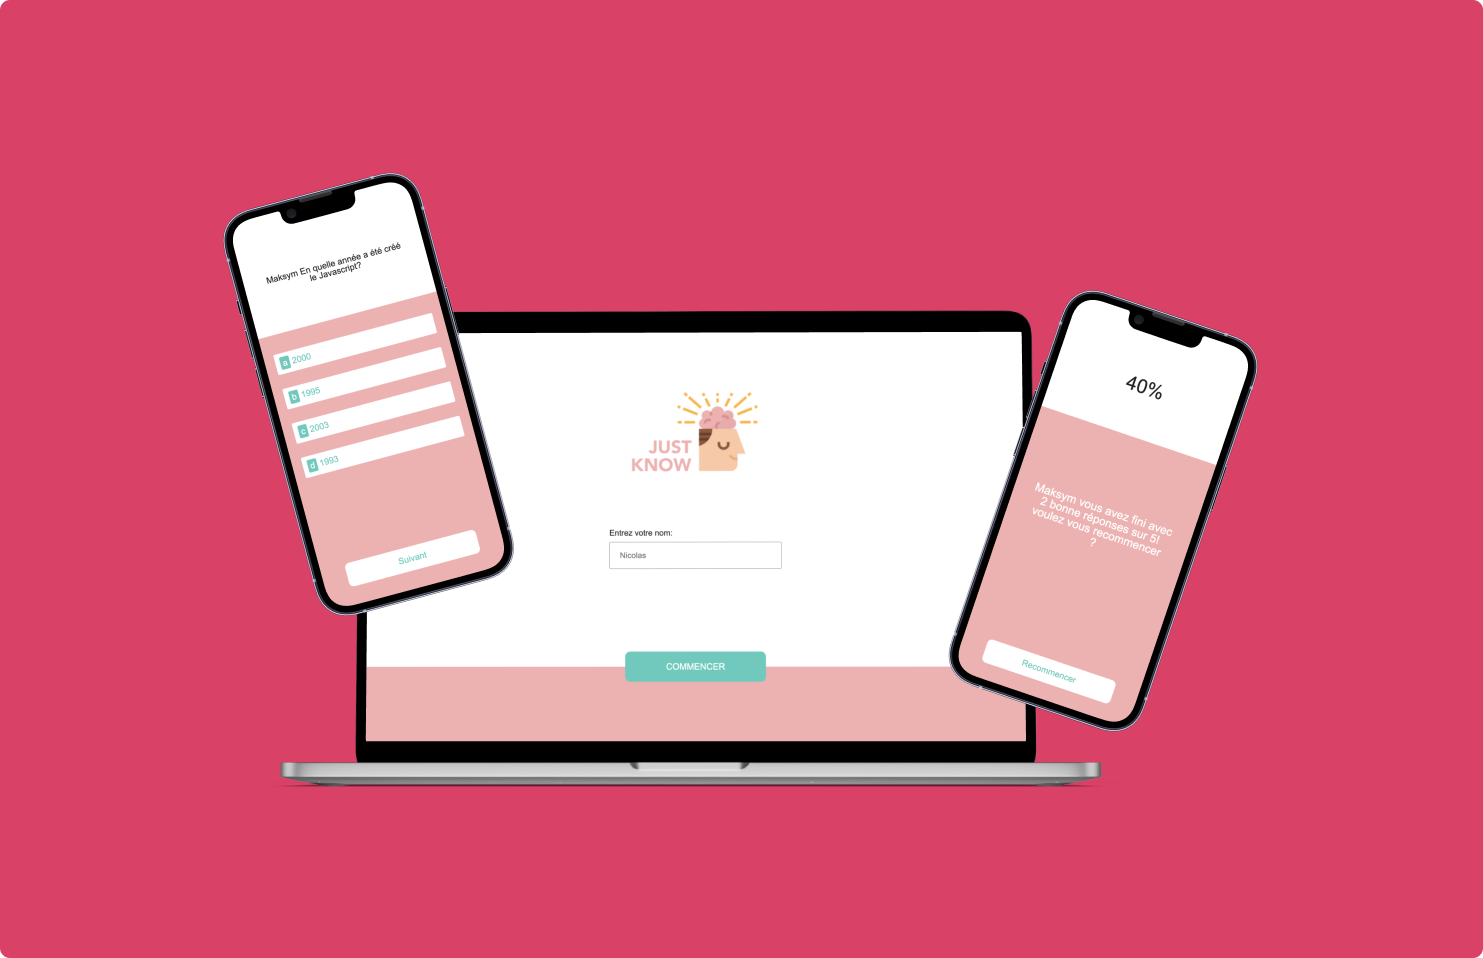 Maksym En quelle année a été créé
le Javascript?
a 2000
b 1995
c 2003
d 1993
Suivant
JUST
KNOW
Entrez votre nom:
Nicolas
COMMENCER
40%
Maksym vous avez fini avec
2 bonne réponses sur 5!
voulez vous recommencer
?
Recommencer